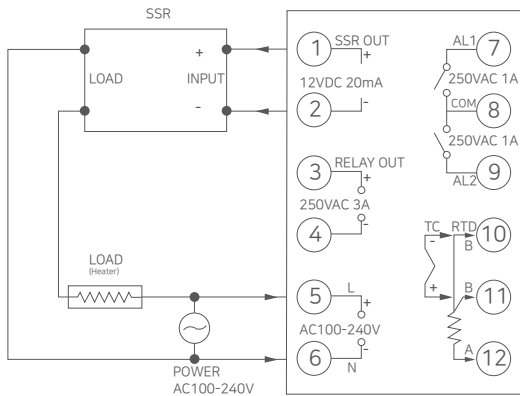 SSR
LOAD
+
INPUT
-
1
SSR OUT
+
12VDC 20mA
2
-
3
RELAY OUT
+
250VAC 3A
4
-
LOAD
(Heater)
5
L
+
AC100-240V
6
-
N
POWER
AC100-240V
AL1
7
250VAC 1A
COM
8
250VAC 1A
9
AL2
TC
RTD
10
-
B
+
B
11
A
12